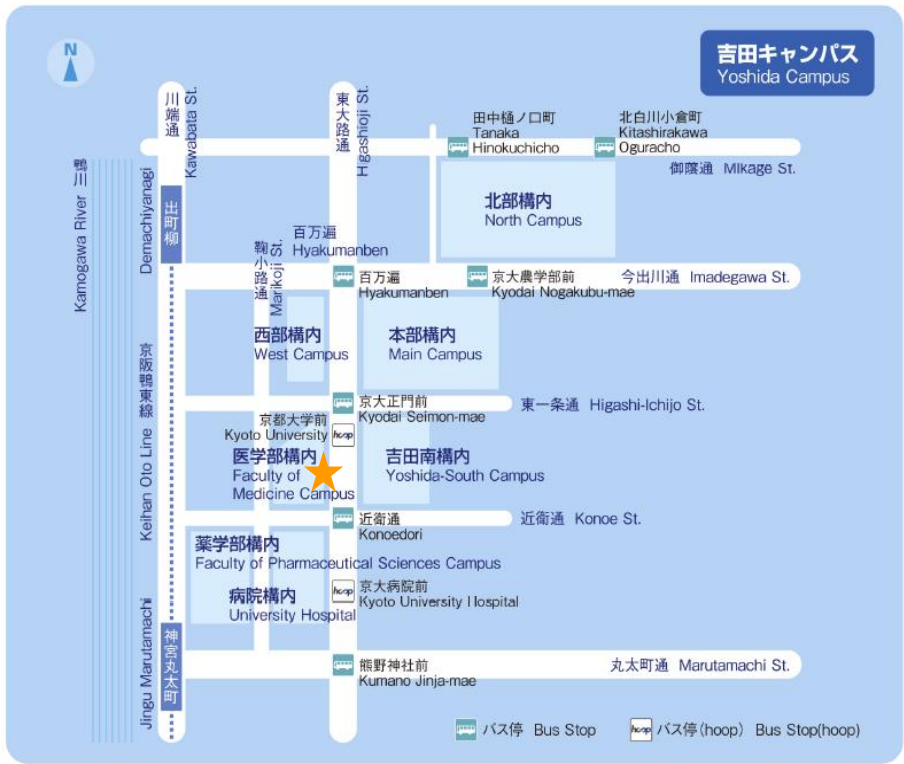 吉田キャンパス
Yoshida Campus
N
川端通
Kawabata St.
東大路通
Higashioji St.
田中樋ノ口町
Tanaka
Hinokuchicho
北白川小倉町
Kitashirakawa
Oguracho
御蔭通 Mikage St.
鴨川
Kamogawa River
出町柳
Demachiyanagi
北部構内
North Campus
百万遍
Hyakumanben
鞠小路通
Marikoji St.
百万遍
Hyakumanben
京大農学部前
Kyodai Nogakubu-mae
今出川通 Imadegawa St.
西部構内
West Campus
本部構内
Main Campus
京阪鴨東線
Keihan Oto Line
京大正門前
Kyodai Seimon-mae
東一条通 Higashi-Ichijo St.
京都大学前
Kyoto University
hoop
医学部構内
Faculty of
Medicine Campus
吉田南構内
Yoshida-South Campus
近衛通
Konoedori
近衛通 Konoe St.
薬学部構内
Faculty of Pharmaceutical Sciences Campus
病院構内
University Hospital
hoop
京大病院前
Kyoto University Hospital
神宮丸太町
Jingu Marutamachi
熊野神社前
Kumano Jinja-mae
丸太町通 Marutamachi St.
バス停 Bus Stop
hoop
バス停(hoop) Bus Stop(hoop)